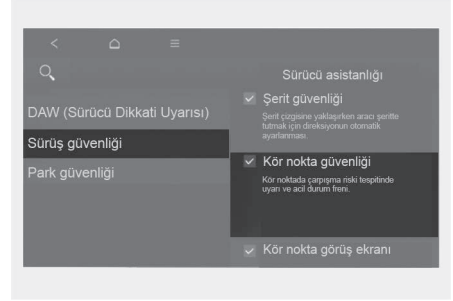 DAW (Sürücü Dikkati Uyarısı)
Sürüş güvenliği
Park güvenliği
Sürücü asistanlığı
Şerit güvenliği
Şerit çizgisine yaklaşırken aracı şeritte
tutmak için direksiyonun otomatik
ayarlanması.
Kör nokta güvenliği
Kör noktada çarpışma riski tespitinde
uyarı ve acil durum freni.
Kör nokta görüş ekranı